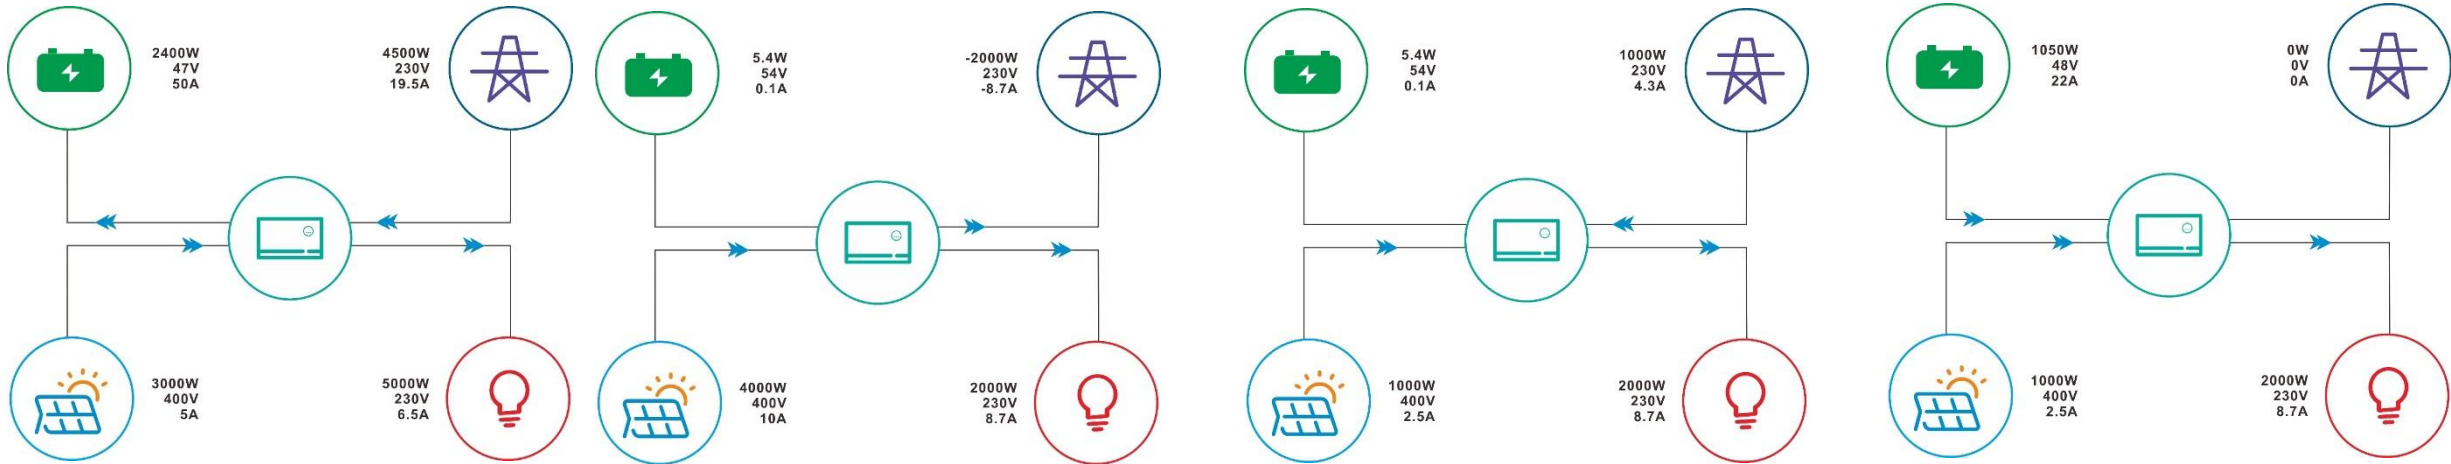 2400W
47V
50A
4500W
230V
19.5A
3000W
400V
5A
5000W
230V
6.5A
5.4W
54V
0.1A
-2000W
230V
-8.7A
4000W
400V
10A
2000W
230V
8.7A
5.4W
54V
0.1A
1000W
230V
4.3A
1000W
400V
2.5A
2000W
230V
8.7A
1050W
48V
22A
0W
0V
0A
1000W
400V
2.5A
2000W
230V
8.7A